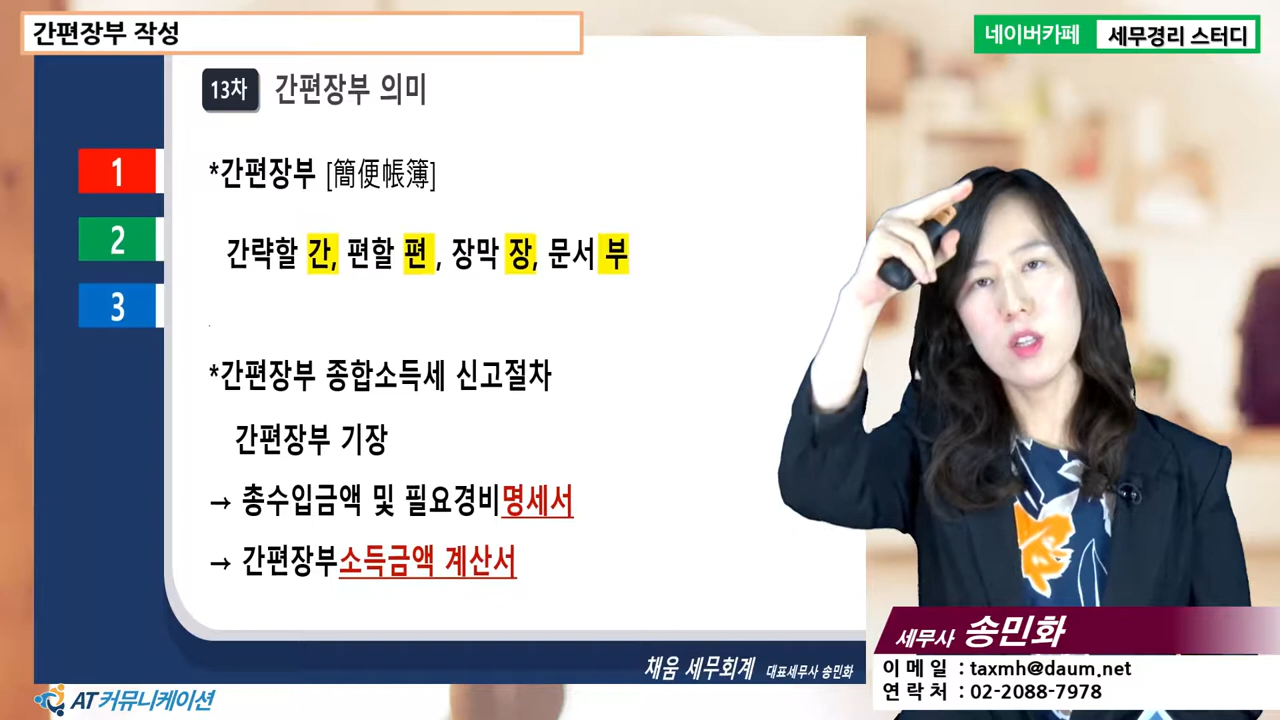 간편장부 작성
네이버카페 세무경리 스터디
13차 간편장부 의미
1
*간편장부 [簡便帳簿]
2
간략할 간, 편할 편, 장막 장, 문서 부
3
*간편장부 종합소득세 신고절차
간편장부 기장
→ 총수입금액 및 필요경비명세서
→ 간편장부소득금액 계산서
세무사 송민화
채움 세무회계 대표세무사 송민화
이 메 일 : taxmh@daum.net
연 락 처 : 02-2088-7978
AT커뮤니케이션